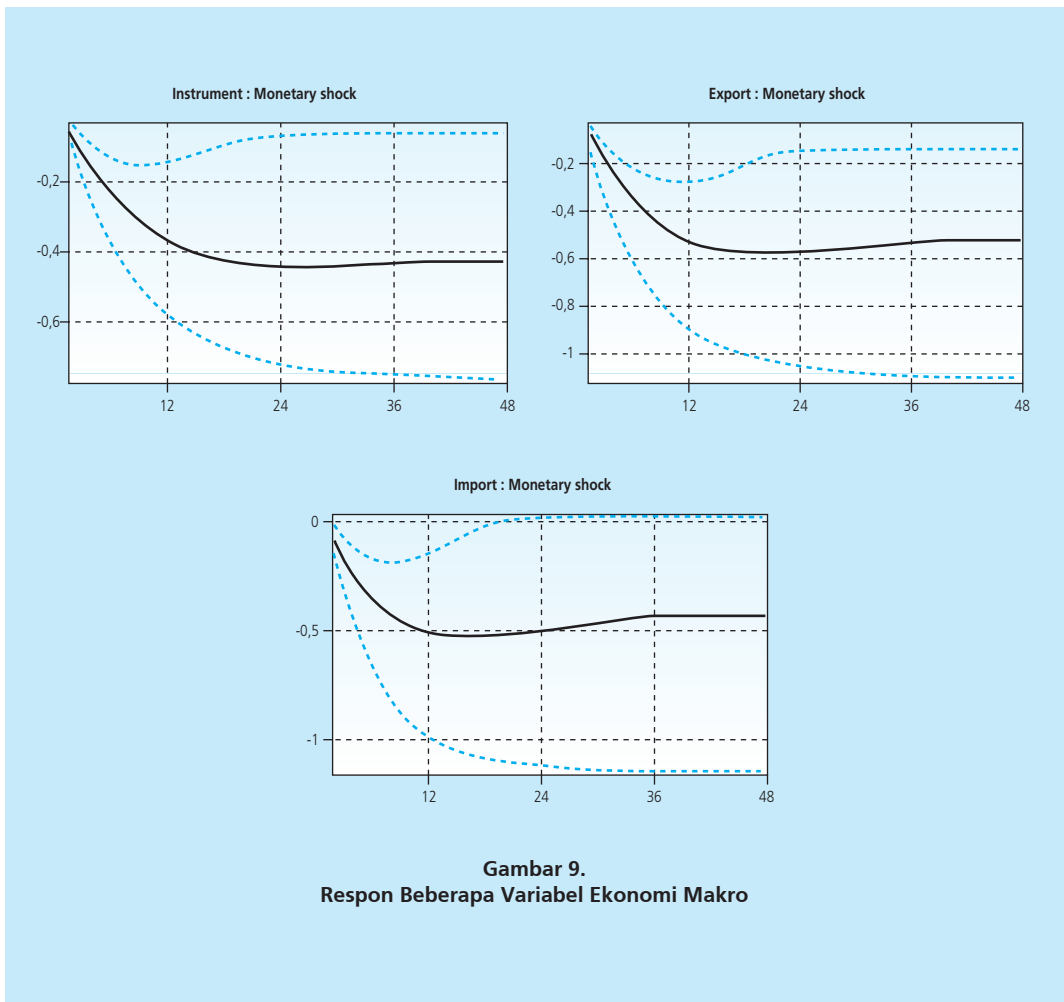 Instrument : Monetary shock
-0,2
-0,4
-0,6
12 24 36 48
Export : Monetary shock
-0,2
-0,4
-0,6
-0,8
-1
12 24 36 48
Import : Monetary shock
0
-0,5
-1
12 24 36 48
Gambar 9.
Respon Beberapa Variabel Ekonomi Makro